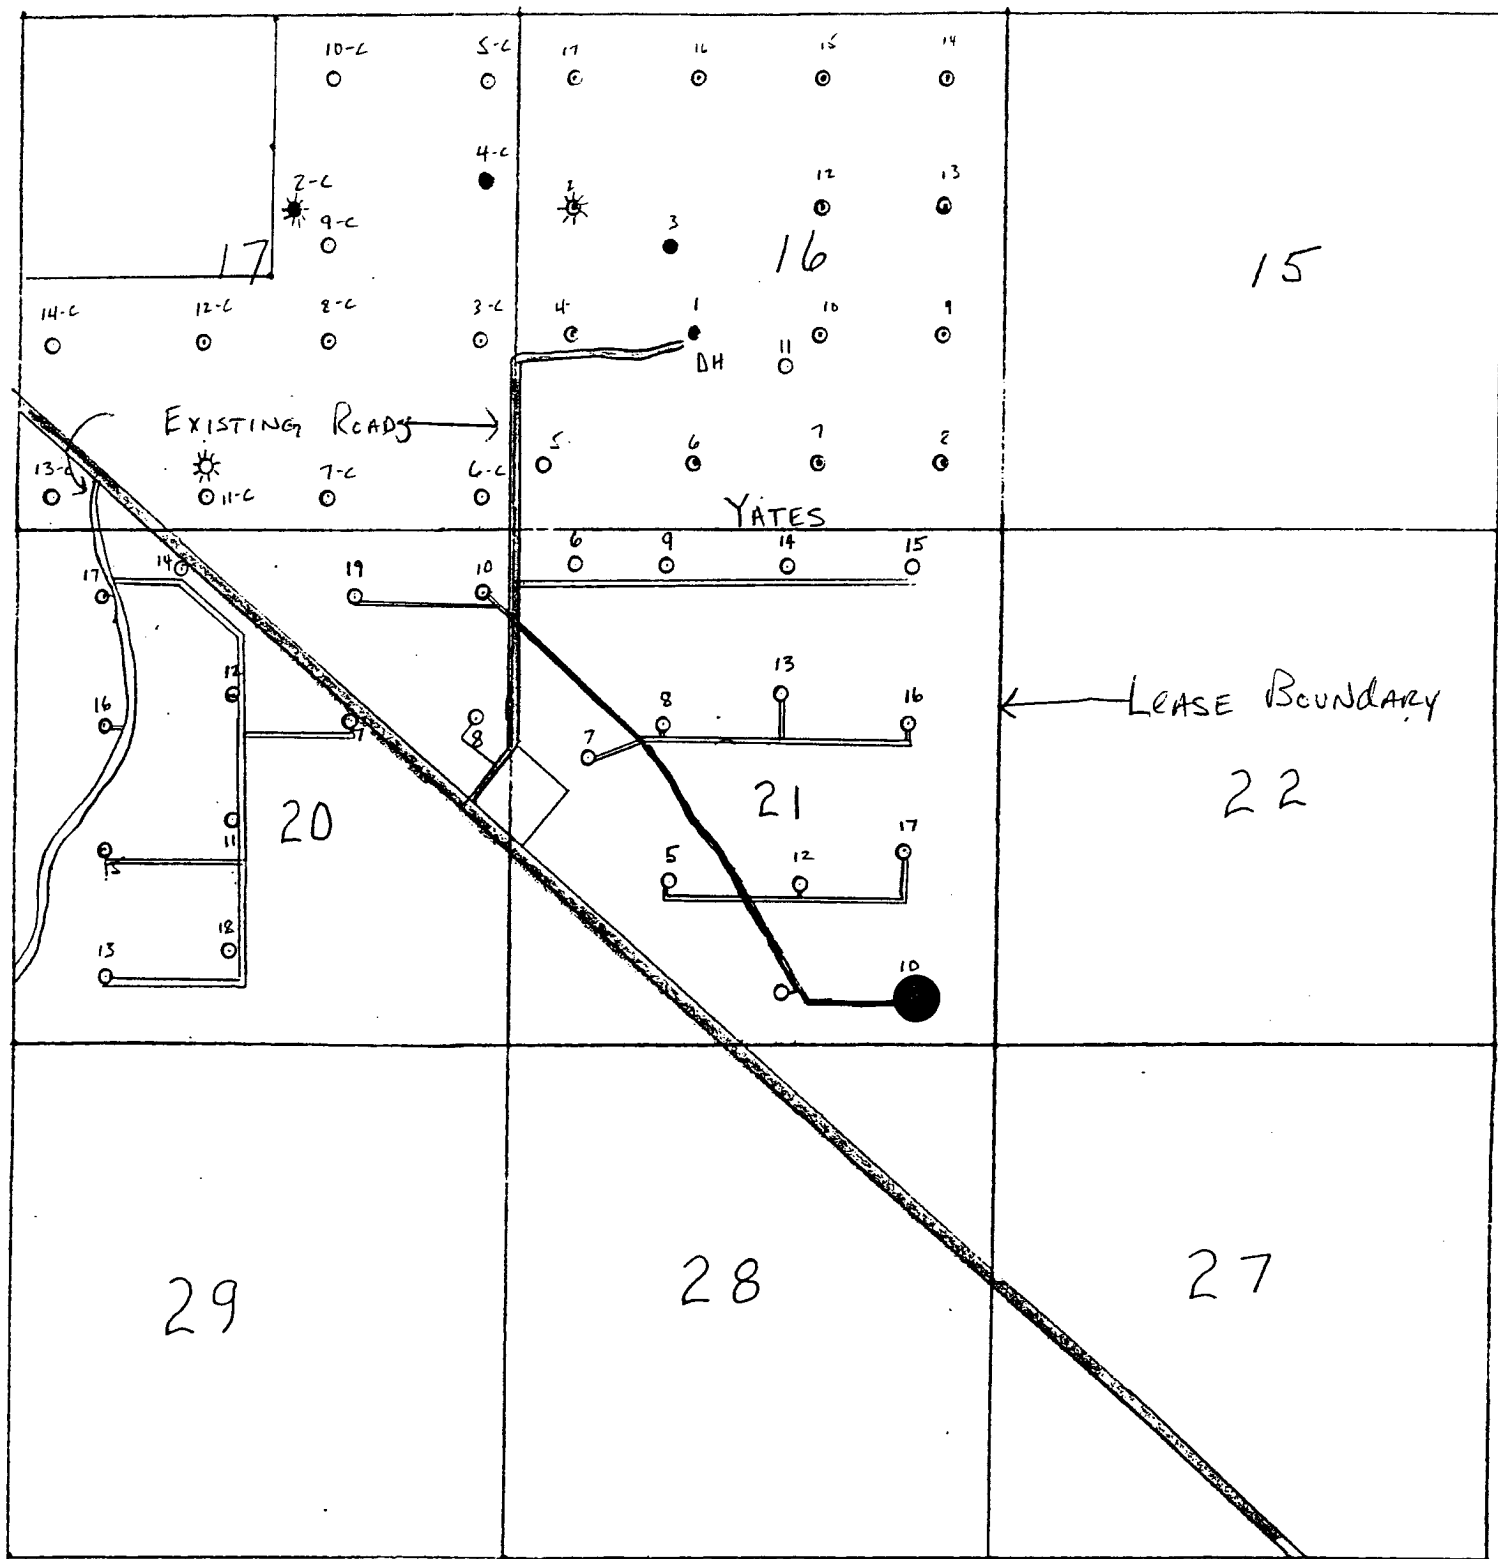 10-C 5-C 17 16 15 14
4-C
2-C 2 12 13
9-C 3
17 16 15
14-C 12-C 8-C 3-C 4 1 10 9
DH 11
EXISTING ROADS
5 6 7 8
13-C 11-C 7-C 6-C
YATES
14 6 9 14 15
17 19 10
12 13
16 7 8 7 8 16
LEASE BOUNDARY
20 21 22
11 17
15 5 12
18
13 10
29 28 27